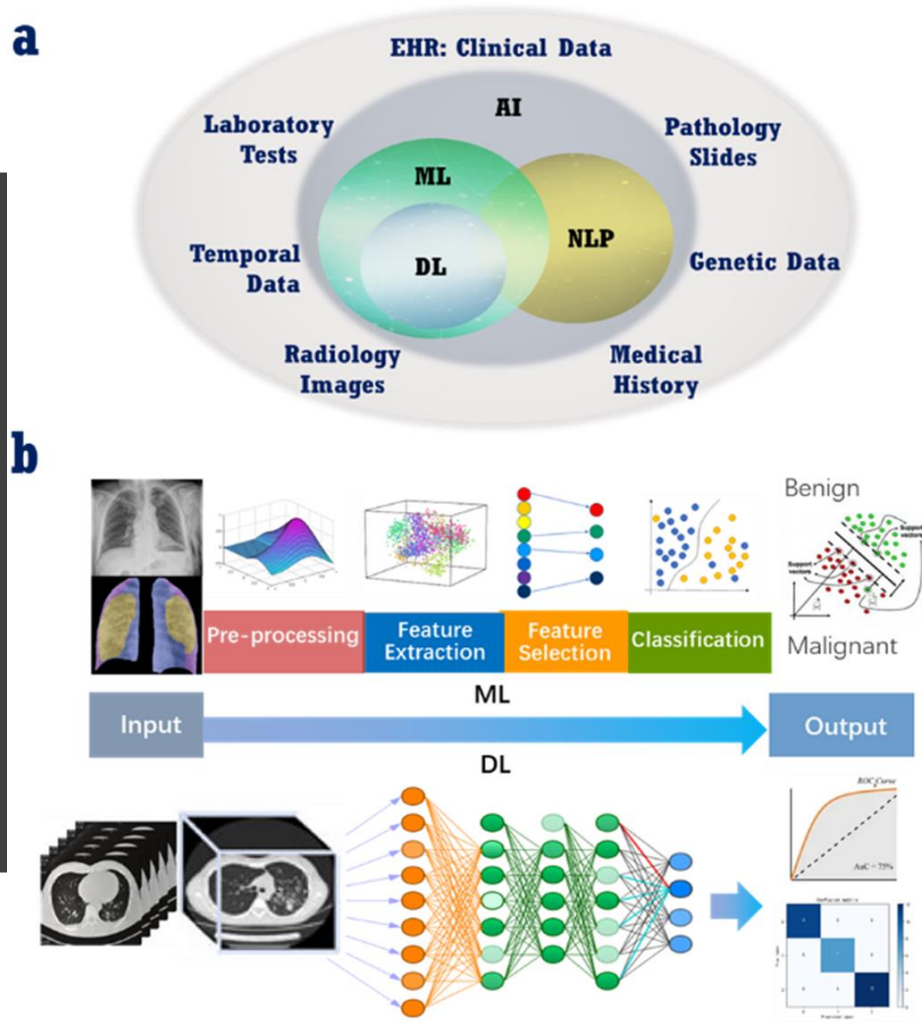 a
EHR: Clinical Data
AI
Laboratory
Tests
Pathology
Slides
ML
NLP
DL
Temporal
Data
Genetic Data
Radiology
Images
Medical
History
b
Benign
Support
vectors
Support
vectors
Malignant
Pre-processing
Feature
Extraction
Feature
Selection
Classification
ML
Input
Output
DL
ROC Curve
AuC = 75%